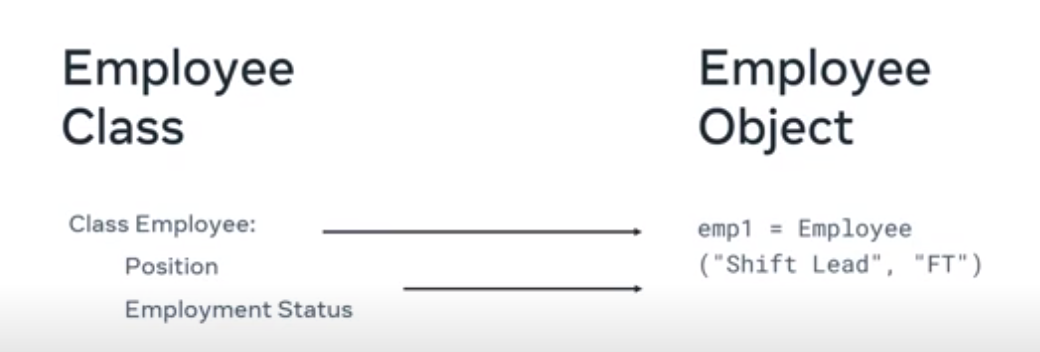 Employee
Class
Employee
Object
Class Employee:
Position
Employment Status
emp1 = Employee
("Shift Lead", "FT")